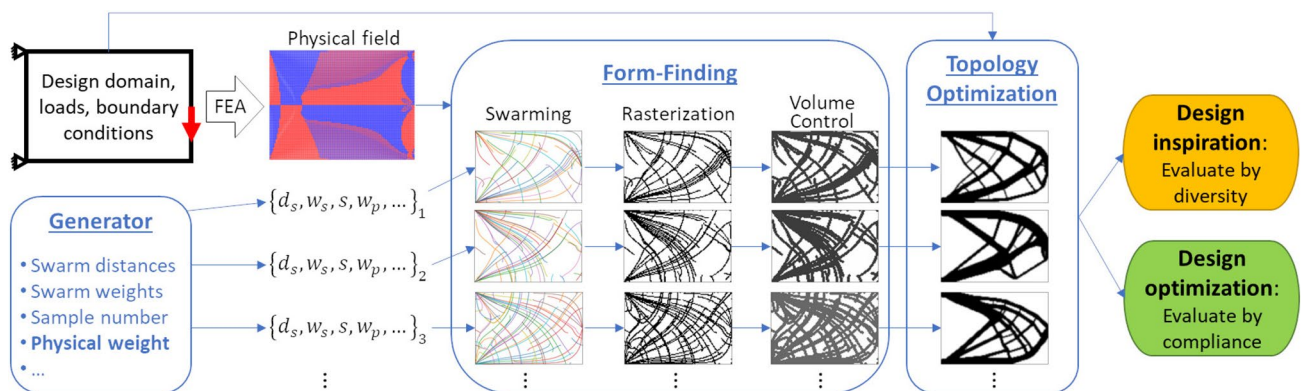 Design domain,
loads, boundary
conditions
FEA
Physical field
Generator
• Swarm distances
• Swarm weights
• Sample number
• Physical weight
• ...
{d_s, w_s, s, w_p, ...}_1
{d_s, w_s, s, w_p, ...}_2
{d_s, w_s, s, w_p, ...}_3
⋮
Form-Finding
Swarming
Rasterization
Volume
Control
⋮
⋮
⋮
Topology
Optimization
⋮
Design
inspiration:
Evaluate by
diversity
Design
optimization:
Evaluate by
compliance